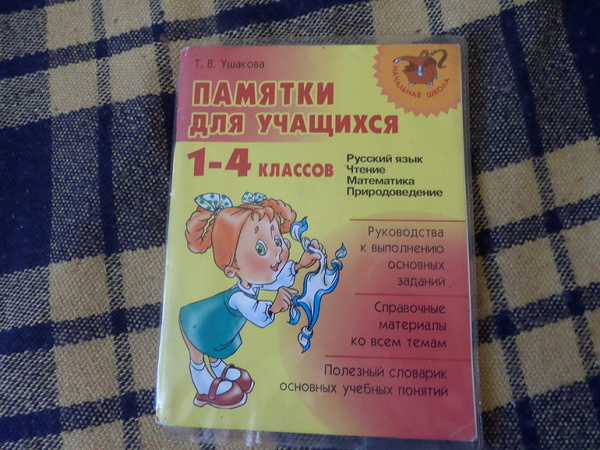 Т. В. Ушакова
НАЧАЛЬНАЯ ШКОЛА
ПАМЯТКИ
ДЛЯ УЧАЩИХСЯ
1–4 КЛАССОВ
Русский язык
Чтение
Математика
Природоведение
Руководства
к выполнению
основных
заданий
Справочные
материалы
ко всем темам
Полезный словарик
основных учебных понятий